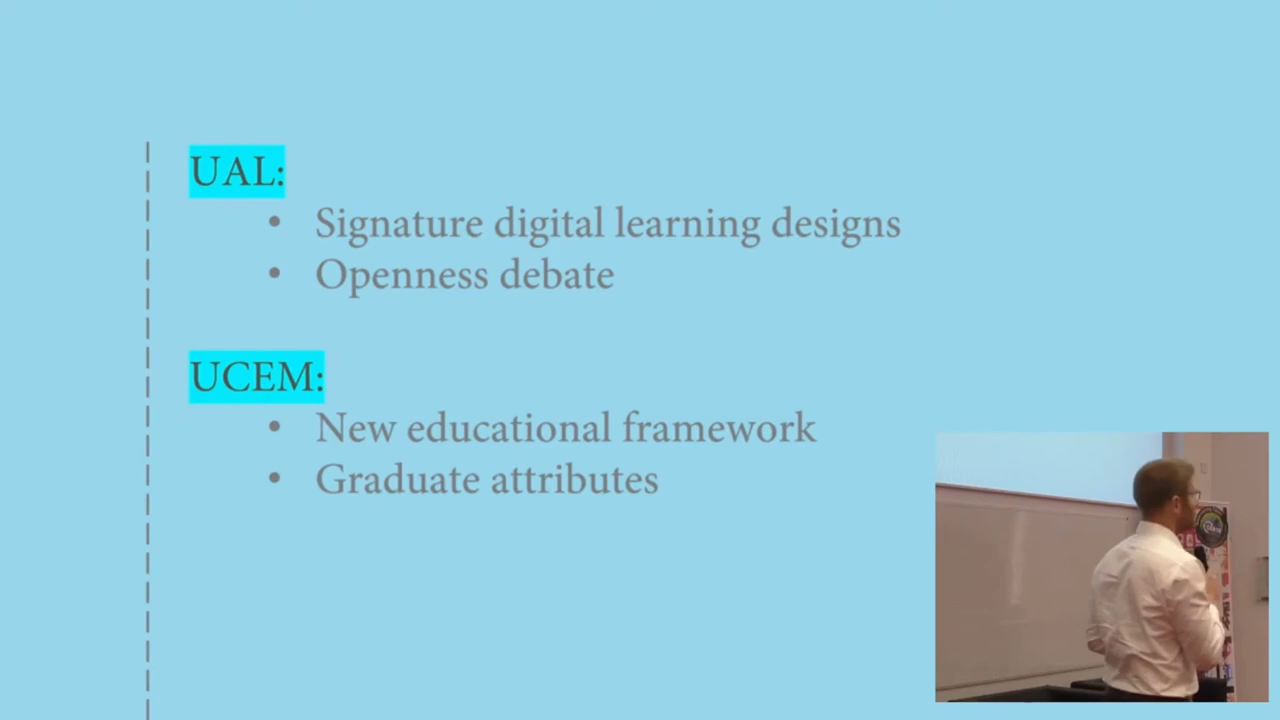 UAL:
• Signature digital learning designs
• Openness debate
UCEM:
• New educational framework
• Graduate attributes